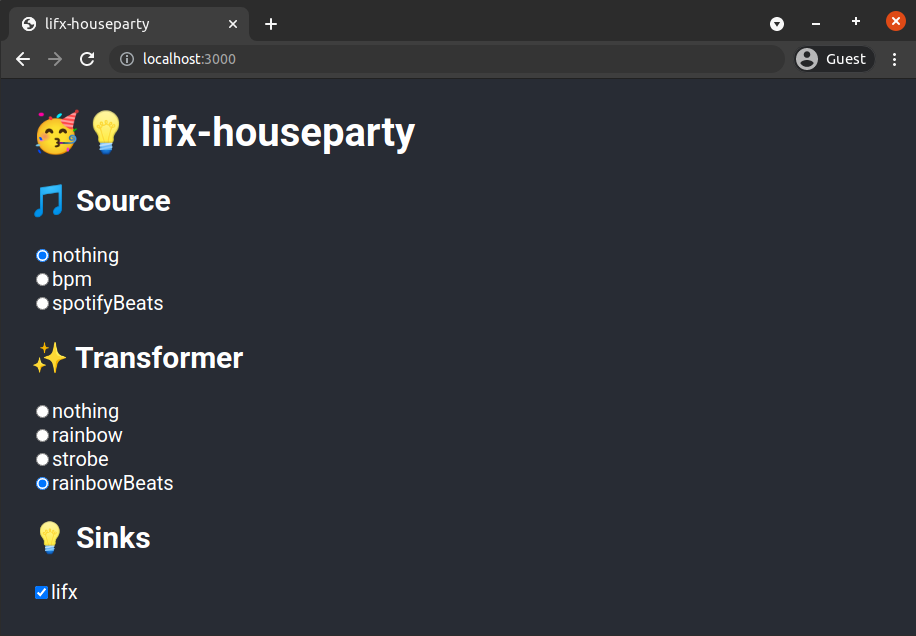 lifx-houseparty
localhost:3000
Guest
🥳💡 lifx-houseparty
🎵 Source
nothing
bpm
spotifyBeats
✨ Transformer
nothing
rainbow
strobe
rainbowBeats
💡 Sinks
lifx